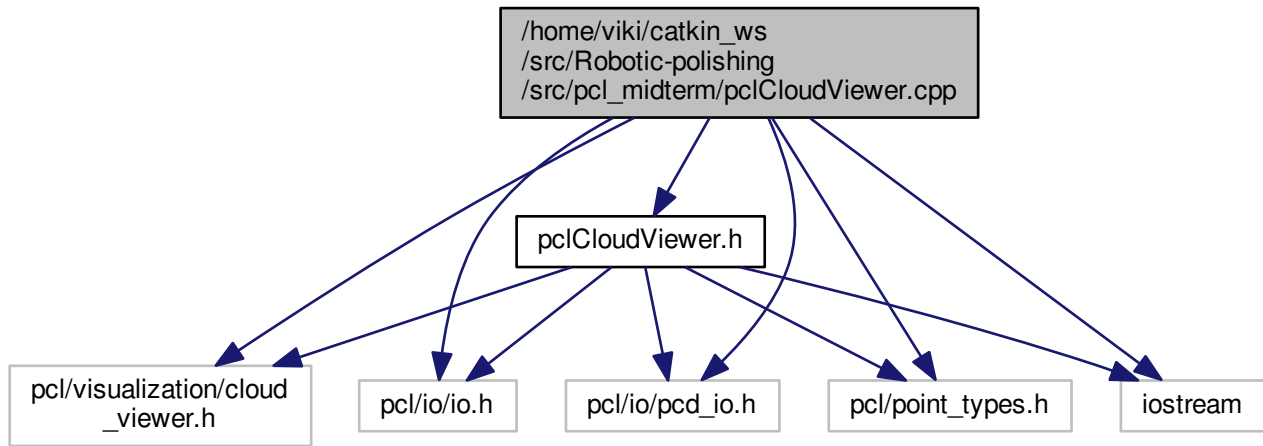 /home/viki/catkin_ws
/src/Robotic-polishing
/src/pcl_midterm/pclCloudViewer.cpp
pclCloudViewer.h
pcl/visualization/cloud
_viewer.h
pcl/io/io.h
pcl/io/pcd_io.h
pcl/point_types.h
iostream